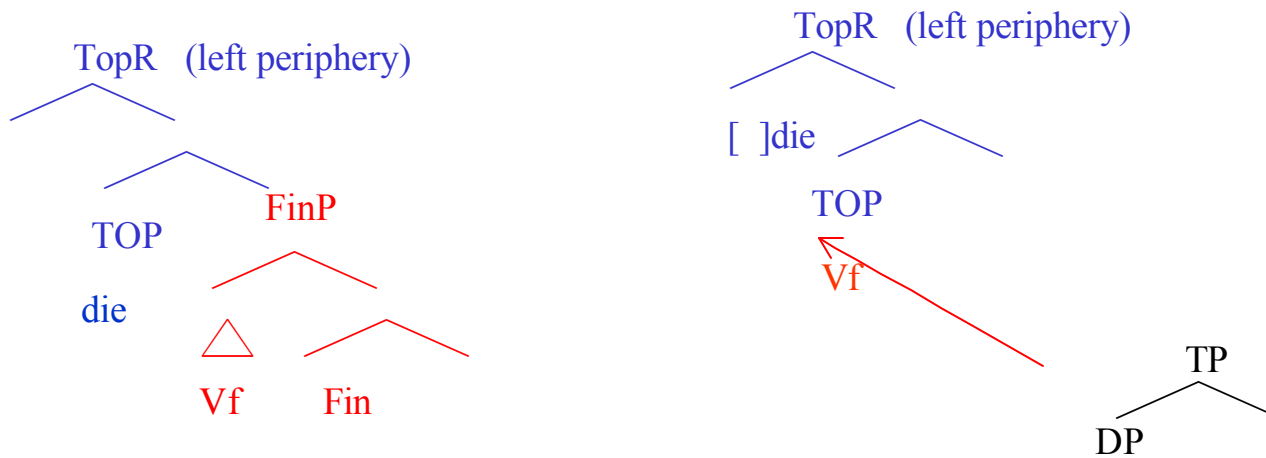 TopR (left periphery)
FinP
TOP
die
Vf Fin
TopR (left periphery)
[ ]die
TOP
Vf
TP
DP